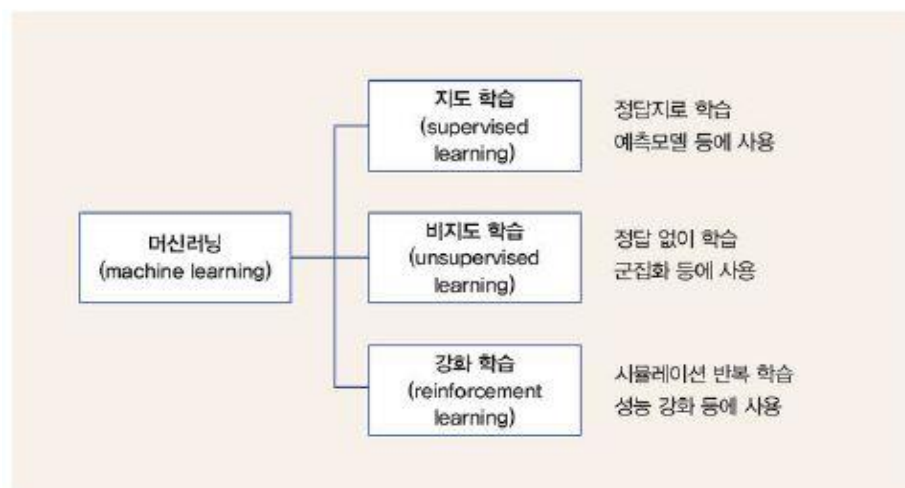 머신러닝
(machine learning)
지도 학습
(supervised
learning)
정답지로 학습
예측모델 등에 사용
비지도 학습
(unsupervised
learning)
정답 없이 학습
군집화 등에 사용
강화 학습
(reinforcement
learning)
시뮬레이션 반복 학습
성능 강화 등에 사용